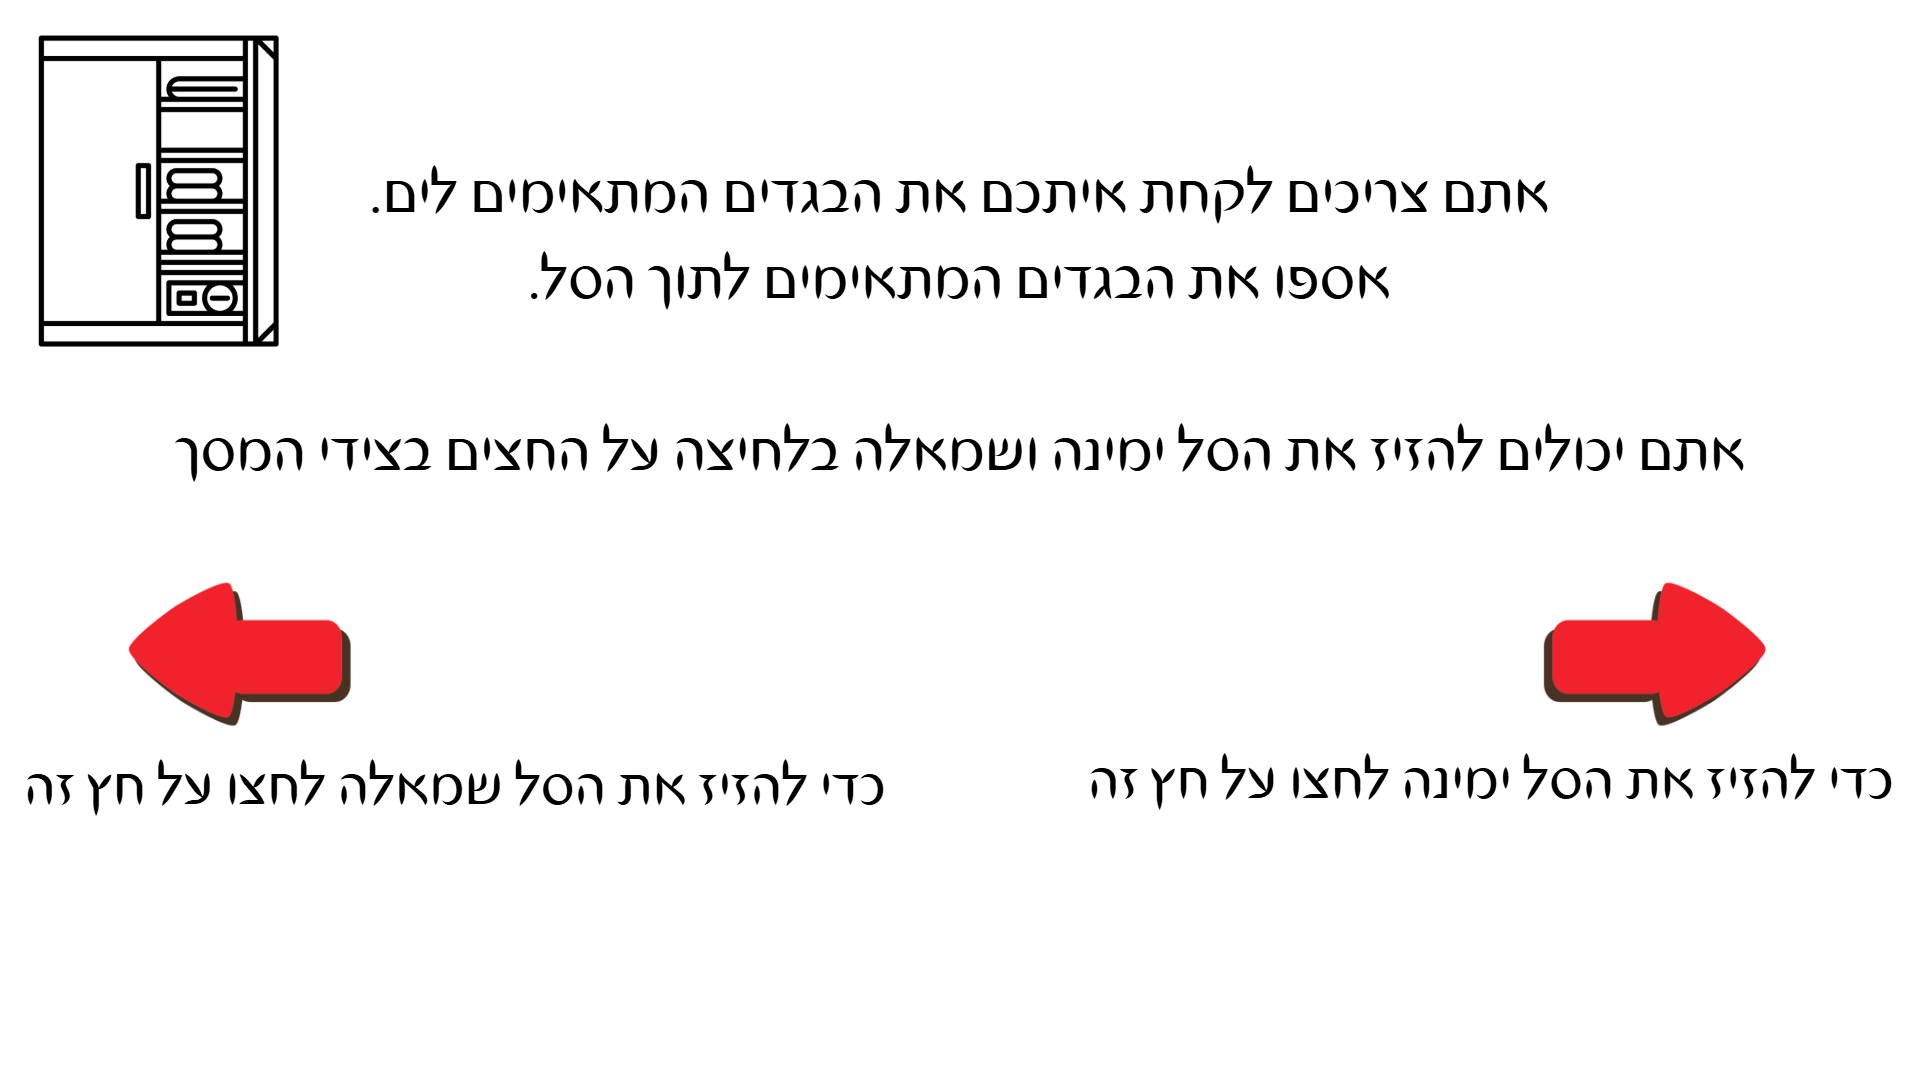 אתם צריכים לקחת איתכם את הבגדים המתאימים לים.
אספו את הבגדים המתאימים לתוך הסל.
אתם יכולים להזיז את הסל ימינה ושמאלה בלחיצה על החצים בצידי המסך
כדי להזיז את הסל ימינה לחצו על חץ זה
כדי להזיז את הסל שמאלה לחצו על חץ זה